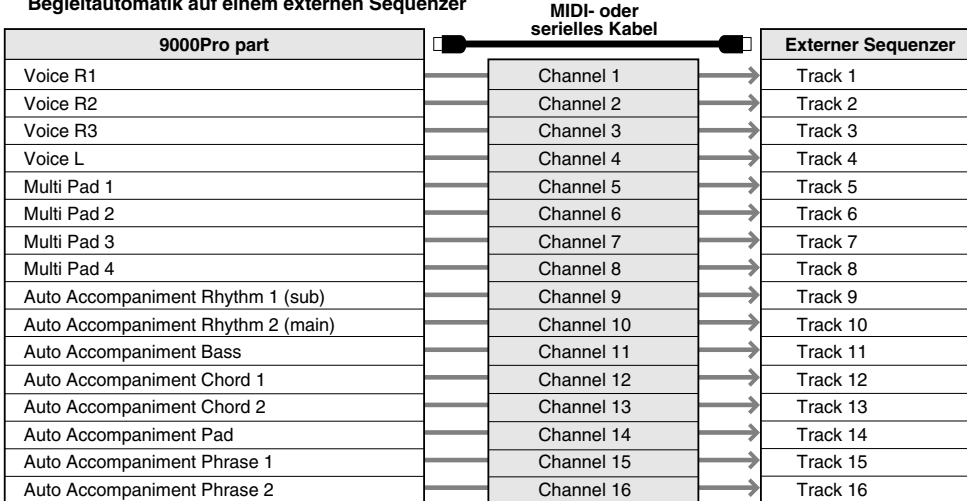 Begleitautomatik auf einem externen Sequenzer
MIDI- oder
serielles Kabel
9000Pro part Externer Sequenzer
Voice R1 Channel 1 Track 1
Voice R2 Channel 2 Track 2
Voice R3 Channel 3 Track 3
Voice L Channel 4 Track 4
Multi Pad 1 Channel 5 Track 5
Multi Pad 2 Channel 6 Track 6
Multi Pad 3 Channel 7 Track 7
Multi Pad 4 Channel 8 Track 8
Auto Accompaniment Rhythm 1 (sub) Channel 9 Track 9
Auto Accompaniment Rhythm 2 (main) Channel 10 Track 10
Auto Accompaniment Bass Channel 11 Track 11
Auto Accompaniment Chord 1 Channel 12 Track 12
Auto Accompaniment Chord 2 Channel 13 Track 13
Auto Accompaniment Pad Channel 14 Track 14
Auto Accompaniment Phrase 1 Channel 15 Track 15
Auto Accompaniment Phrase 2 Channel 16 Track 16